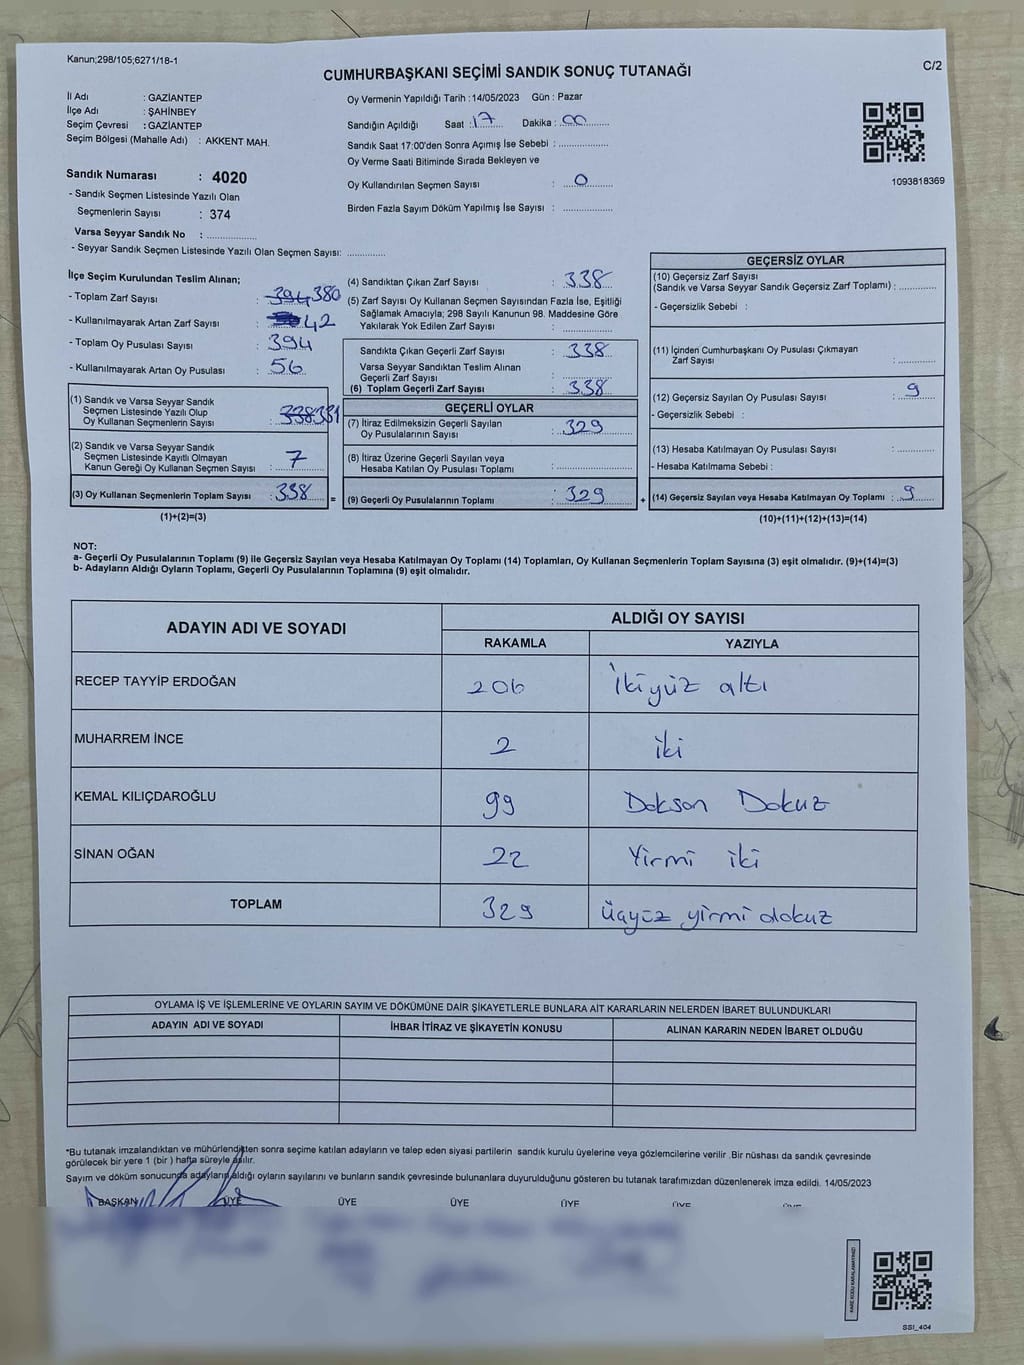 Kanun;298/105;6271/18-1
C/2
CUMHURBAŞKANI SEÇİMİ SANDIK SONUÇ TUTANAĞI
İl Adı : GAZİANTEP
İlçe Adı : ŞAHİNBEY
Seçim Çevresi : GAZİANTEP
Seçim Bölgesi (Mahalle Adı) : AKKENT MAH.
Sandık Numarası : 4020
- Sandık Seçmen Listesinde Yazılı Olan
Seçmenlerin Sayısı : 374
Varsa Seyyar Sandık No : ..............
- Seyyar Sandık Seçmen Listesinde Yazılı Olan Seçmen Sayısı: ............
Oy Vermenin Yapıldığı Tarih :14/05/2023 Gün : Pazar
Sandığın Açıldığı Saat : 17 Dakika : 00
Sandık Saat 17:00'den Sonra Açımış İse Sebebi : ..............
Oy Verme Saati Bitiminde Sırada Bekleyen ve
Oy Kullandırılan Seçmen Sayısı : 0
Birden Fazla Sayım Döküm Yapılmış İse Sayısı : ..............
1093818369
İlçe Seçim Kurulundan Teslim Alınan;
- Toplam Zarf Sayısı : 394 380
- Kullanılmayarak Artan Zarf Sayısı : 42
- Toplam Oy Pusulası Sayısı : 394
- Kullanılmayarak Artan Oy Pusulası : 56
(1) Sandık ve Varsa Seyyar Sandık
Seçmen Listesinde Yazılı Olup
Oy Kullanan Seçmenlerin Sayısı : 338 331
(2) Sandık ve Varsa Seyyar Sandık
Seçmen Listesinde Kayıtlı Olmayan
Kanun Gereği Oy Kullanan Seçmen Sayısı : 7
(3) Oy Kullanan Seçmenlerin Toplam Sayısı : 338 =
(1)+(2)=(3)
(4) Sandıktan Çıkan Zarf Sayısı : 338
(5) Zarf Sayısı Oy Kullanan Seçmen Sayısından Fazla İse, Eşitliği
Sağlamak Amacıyla; 298 Sayılı Kanunun 98. Maddesine Göre
Yakılarak Yok Edilen Zarf Sayısı : ..............
Sandıkta Çıkan Geçerli Zarf Sayısı : 338
Varsa Seyyar Sandıktan Teslim Alınan
Geçerli Zarf Sayısı : ..............
(6) Toplam Geçerli Zarf Sayısı : 338
GEÇERLİ OYLAR
(7) İtiraz Edilmeksizin Geçerli Sayılan
Oy Pusulalarının Sayısı : 329
(8) İtiraz Üzerine Geçerli Sayılan veya
Hesaba Katılan Oy Pusulası Toplamı : ..............
(9) Geçerli Oy Pusulalarının Toplamı : 329 +
GEÇERSİZ OYLAR
(10) Geçersiz Zarf Sayısı
(Sandık ve Varsa Seyyar Sandık Geçersiz Zarf Toplamı) : ............
- Geçersizlik Sebebi :
(11) İçinden Cumhurbaşkanı Oy Pusulası Çıkmayan
Zarf Sayısı : ............
(12) Geçersiz Sayılan Oy Pusulası Sayısı : 9
- Geçersizlik Sebebi :
(13) Hesaba Katılmayan Oy Pusulası Sayısı : ............
- Hesaba Katılmama Sebebi :
(14) Geçersiz Sayılan veya Hesaba Katılmayan Oy Toplamı : 9
(10)+(11)+(12)+(13)=(14)
NOT:
a- Geçerli Oy Pusulalarının Toplamı (9) ile Geçersiz Sayılan veya Hesaba Katılmayan Oy Toplamı (14) Toplamları, Oy Kullanan Seçmenlerin Toplam Sayısına (3) eşit olmalıdır. (9)+(14)=(3)
b- Adayların Aldığı Oyların Toplamı, Geçerli Oy Pusulalarının Toplamına (9) eşit olmalıdır.
ADAYIN ADI VE SOYADI
ALDIĞI OY SAYISI
RAKAMLA YAZIYLA
RECEP TAYYİP ERDOĞAN 206 İkiyüz altı
MUHARREM İNCE 2 iki
KEMAL KILIÇDAROĞLU 99 Dokson Dokuz
SİNAN OĞAN 22 Yirmi iki
TOPLAM 329 üçyüz yirmi dokuz
OYLAMA İŞ VE İŞLEMLERİNE VE OYLARIN SAYIM VE DÖKÜMÜNE DAİR ŞİKAYETLERLE BUNLARA AİT KARARLARIN NELERDEN İBARET BULUNDUKLARI
ADAYIN ADI VE SOYADI İHBAR İTİRAZ VE ŞİKAYETİN KONUSU ALINAN KARARIN NEDEN İBARET OLDUĞU
*Bu tutanak imzalandıktan ve mühürlendikten sonra seçime katılan adayların ve talep eden siyasi partilerin sandık kurulu üyelerine veya gözlemcilerine verilir .Bir nüshası da sandık çevresinde
görülecek bir yere 1 (bir ) hafta süreyle asılır.
Sayım ve döküm sonucunda adayların aldığı oyların sayılarını ve bunların sandık çevresinde bulunanlara duyurulduğunu gösteren bu tutanak tarafımızdan düzenlenerek imza edildi. 14/05/2023
BAŞKAN ÜYE ÜYE ÜYE ÜYE ÜYE ÜYE
SSI_404